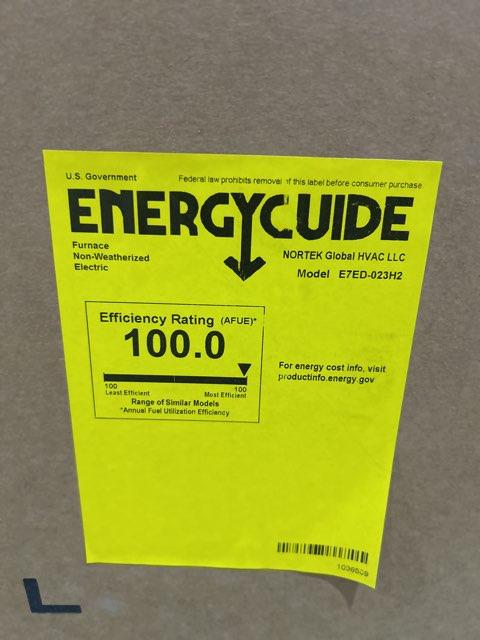 U.S. Government
Federal law prohibits removal of this label before consumer purchase
ENERGYGUIDE
Furnace
Non-Weatherized
Electric
NORTEK Global HVAC LLC
Model E7ED-023H2
Efficiency Rating (AFUE)*
100.0
100 100
Least Efficient Most Efficient
Range of Similar Models
*Annual Fuel Utilization Efficiency
For energy cost info, visit
productinfo.energy.gov